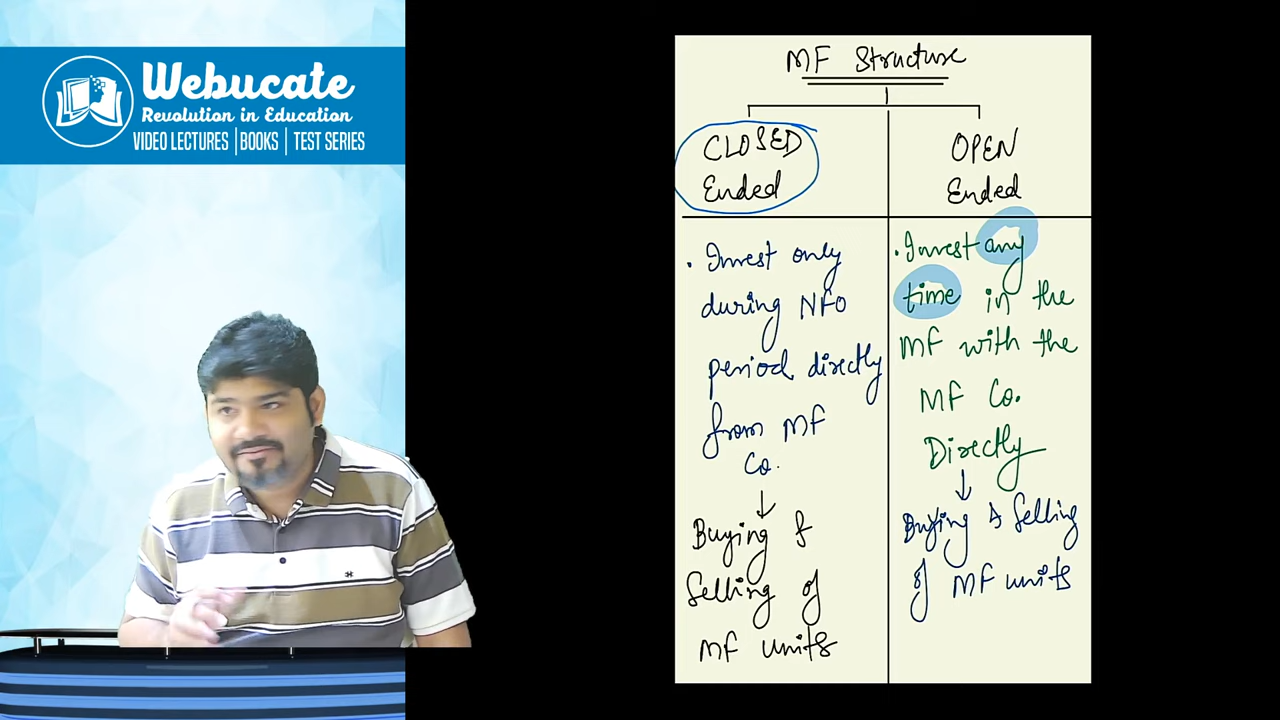 Webucate
Revolution in Education
VIDEO LECTURES | BOOKS | TEST SERIES
MF Structure
CLOSED
Ended
• Invest only
during NFO
period directly
from MF
Co.
↓
Buying &
Selling of
MF units
OPEN
Ended
• Invest any
time in the
MF with the
MF Co.
Directly
↓
Buying & Selling
of MF units